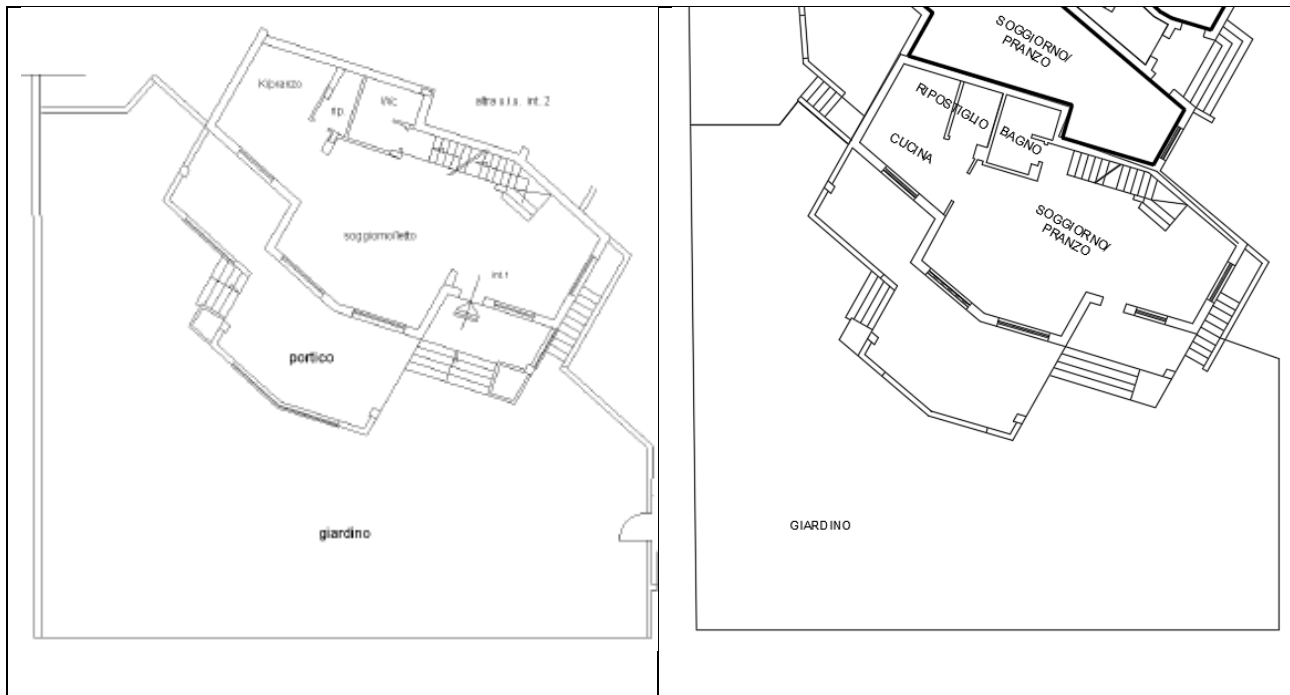 K/pranzo
rip.
Wc
altra u.i.u. int. 2
soggiorno/letto
int.1
portico
giardino
SOGGIORNO/
PRANZO
RIPOSTIGLIO
BAGNO
CUCINA
SOGGIORNO/
PRANZO
GIARDINO